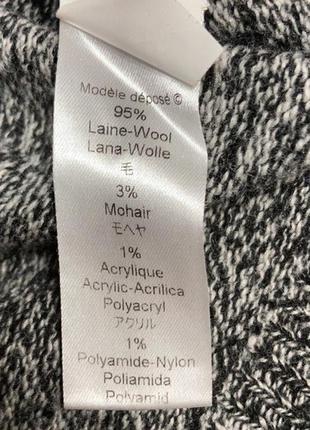 Modèle déposé ©
95%
Laine-Wool
Lana-Wolle
毛
3%
Mohair
モヘヤ
1%
Acrylique
Acrylic-Acrilica
Polyacryl
アクリル
1%
Polyamide-Nylon
Poliamida
Polyamid